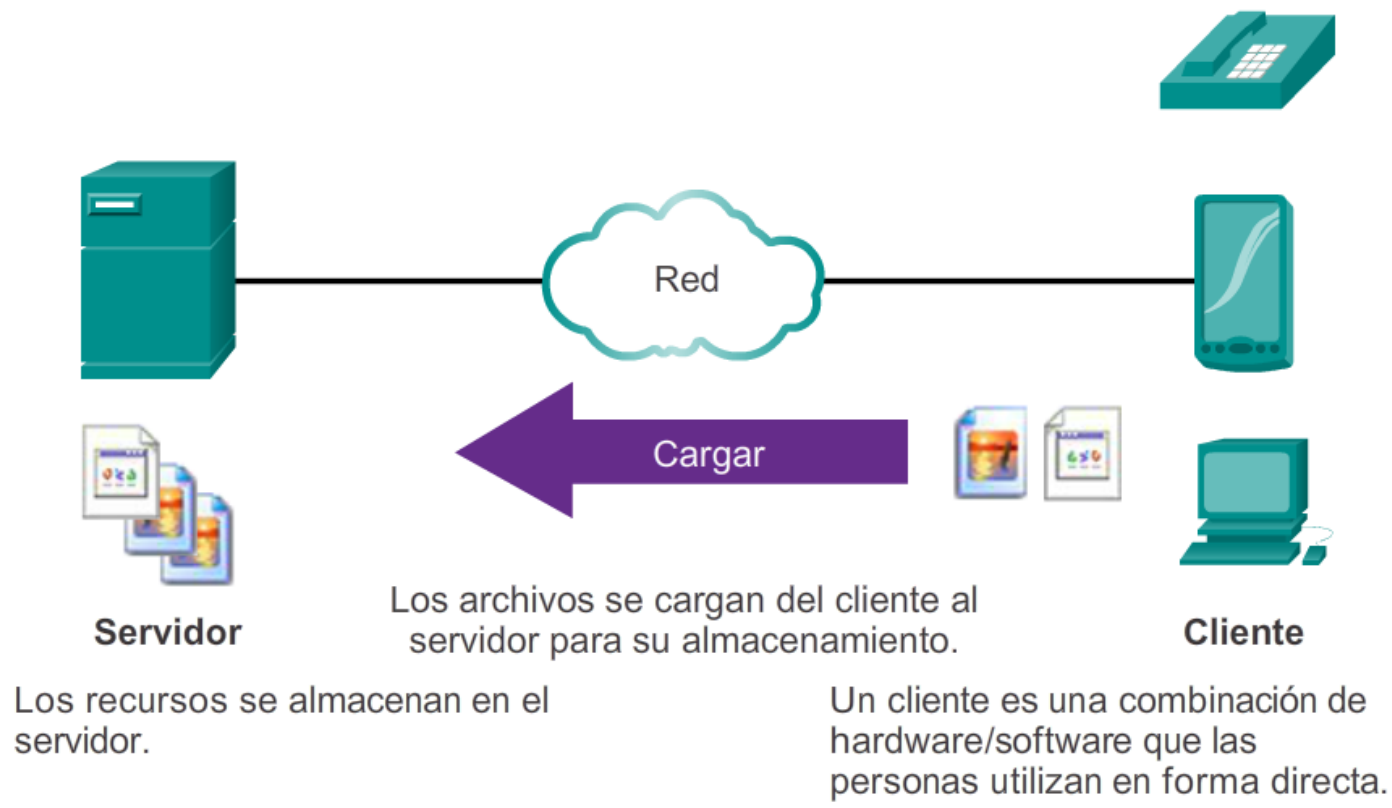 Red
Cargar
Los archivos se cargan del cliente al
servidor para su almacenamiento.
Servidor
Cliente
Los recursos se almacenan en el
servidor.
Un cliente es una combinación de
hardware/software que las
personas utilizan en forma directa.